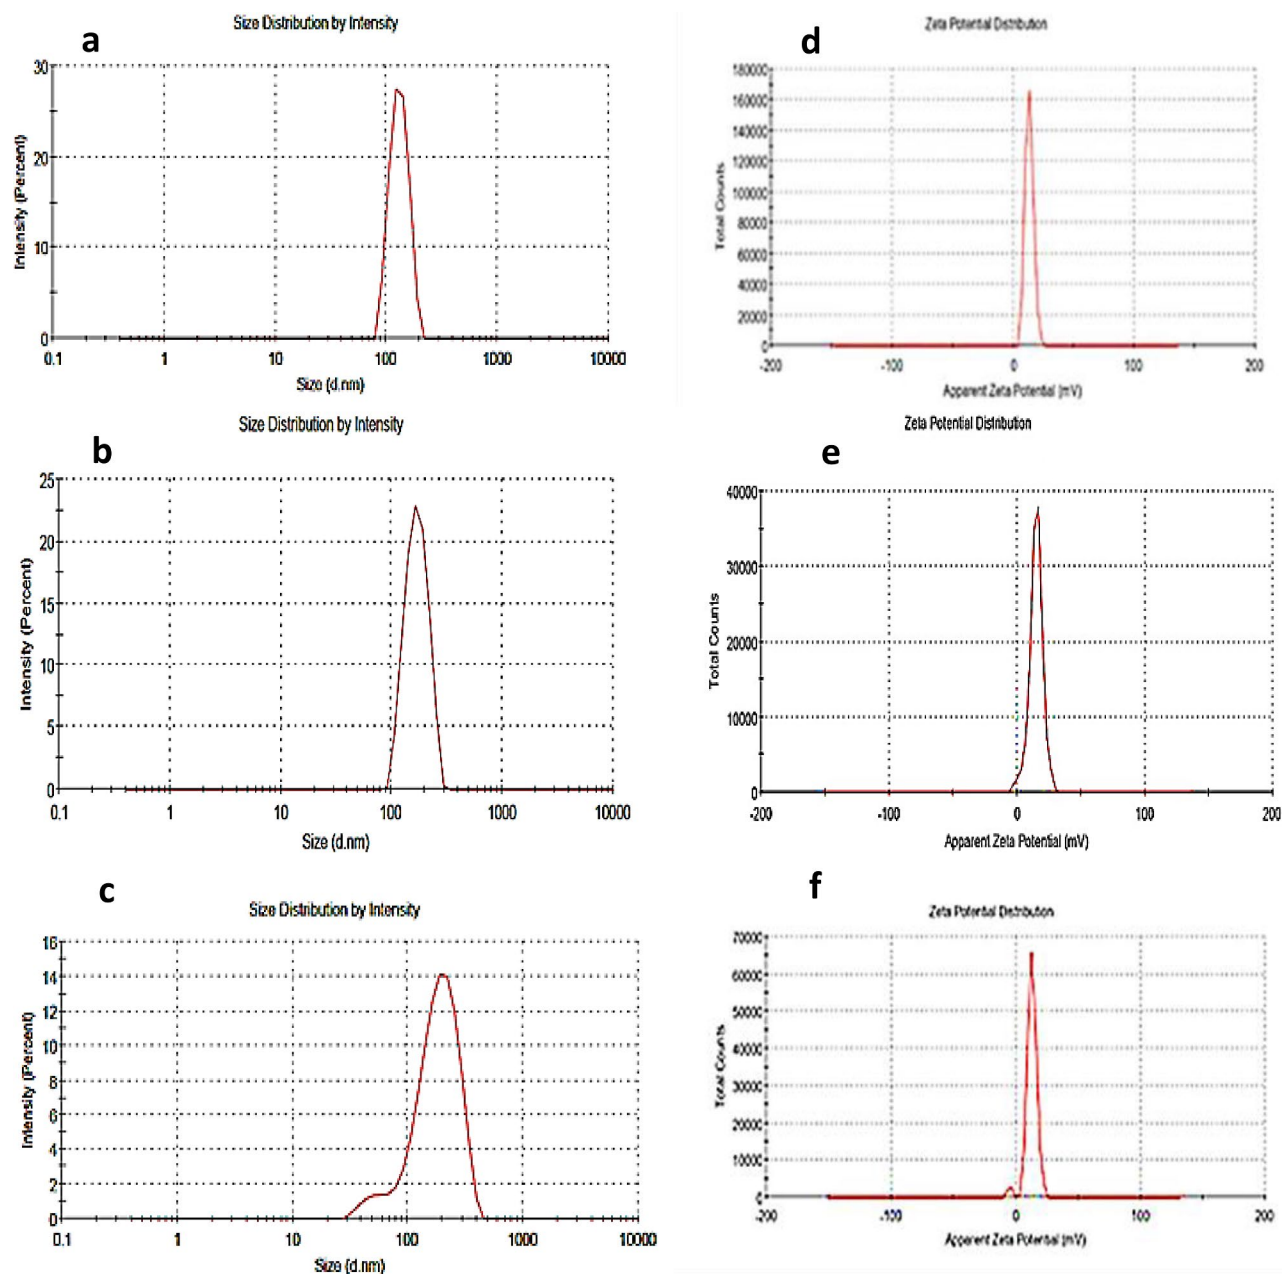 Size Distribution by Intensity
a
Intensity (Percent)
30
20
10
0
0.1 1 10 100 1000 10000
Size (d.nm)
Zeta Potential Distribution
d
Total Counts
180000
160000
140000
120000
100000
80000
60000
40000
20000
0
-200 -100 0 100 200
Apparent Zeta Potential (mV)
Size Distribution by Intensity
b
Intensity (Percent)
25
20
15
10
5
0
0.1 1 10 100 1000 10000
Size (d.nm)
Zeta Potential Distribution
e
Total Counts
40000
30000
20000
10000
0
-200 -100 0 100 200
Apparent Zeta Potential (mV)
c
Size Distribution by Intensity
Intensity (Percent)
16
14
12
10
8
6
4
2
0
0.1 1 10 100 1000 10000
Size (d.nm)
f
Zeta Potential Distribution
Total Counts
70000
60000
50000
40000
30000
20000
10000
0
-200 -100 0 100 200
Apparent Zeta Potential (mV)